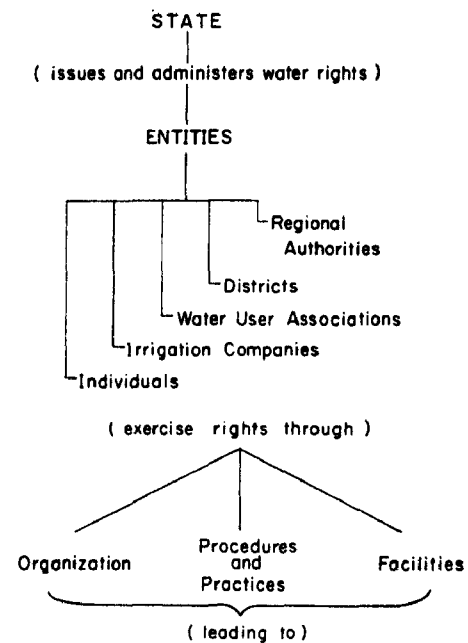 STATE
( issues and administers water rights )
ENTITIES
Regional
Authorities
Districts
Water User Associations
Irrigation Companies
Individuals
( exercise rights through )
Organization
Procedures
and
Practices
Facilities
( leading to )